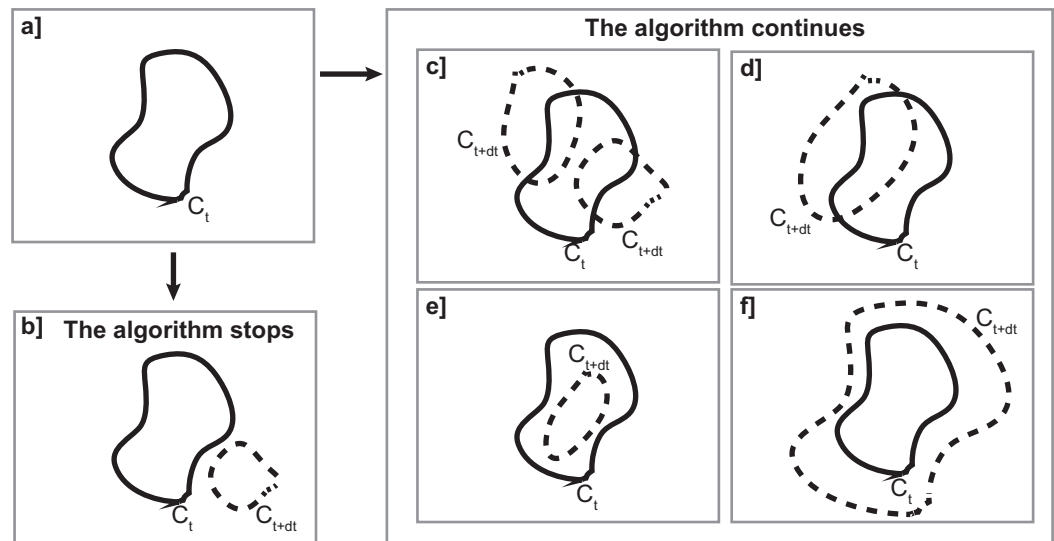 a]
C_t
The algorithm continues
c]
C_{t+dt}
C_{t+dt}
C_t
d]
C_{t+dt}
C_t
b] The algorithm stops
C_t
C_{t+dt}
e]
C_{t+dt}
C_t
f]
C_{t+dt}
C_t